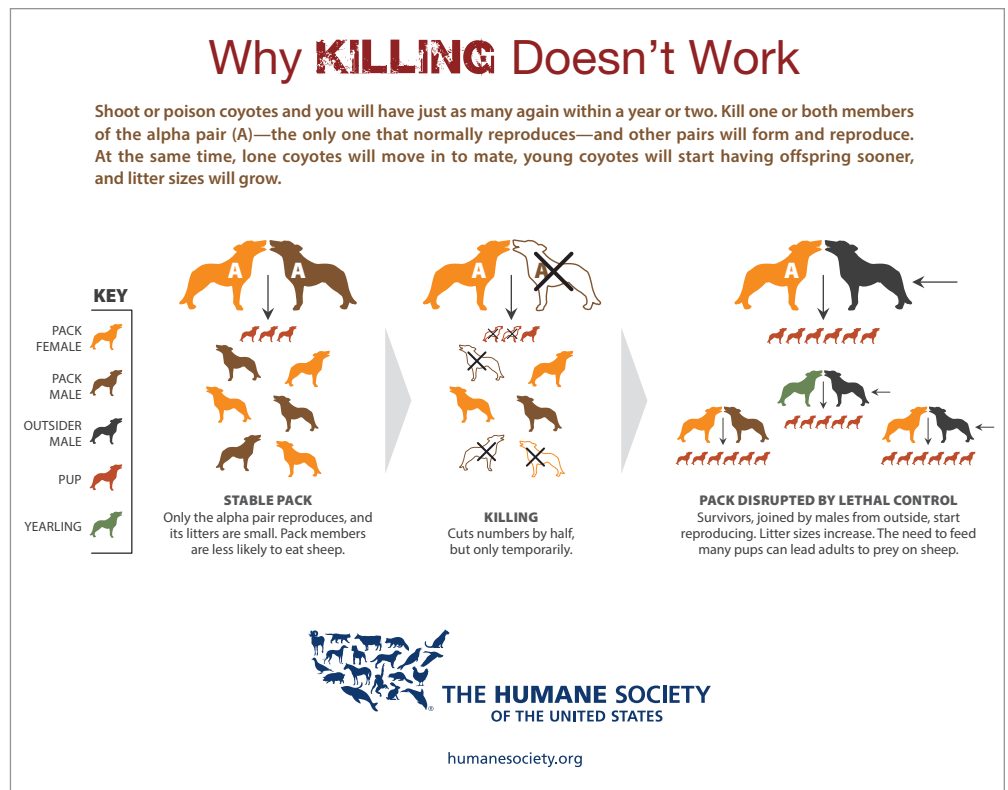 Why KILLING Doesn't Work
Shoot or poison coyotes and you will have just as many again within a year or two. Kill one or both members
of the alpha pair (A)—the only one that normally reproduces—and other pairs will form and reproduce.
At the same time, lone coyotes will move in to mate, young coyotes will start having offspring sooner,
and litter sizes will grow.
KEY
PACK
FEMALE
PACK
MALE
OUTSIDER
MALE
PUP
YEARLING
A A
STABLE PACK
Only the alpha pair reproduces, and
its litters are small. Pack members
are less likely to eat sheep.
A A
KILLING
Cuts numbers by half,
but only temporarily.
A
PACK DISRUPTED BY LETHAL CONTROL
Survivors, joined by males from outside, start
reproducing. Litter sizes increase. The need to feed
many pups can lead adults to prey on sheep.
®
THE HUMANE SOCIETY
OF THE UNITED STATES
humanesociety.org